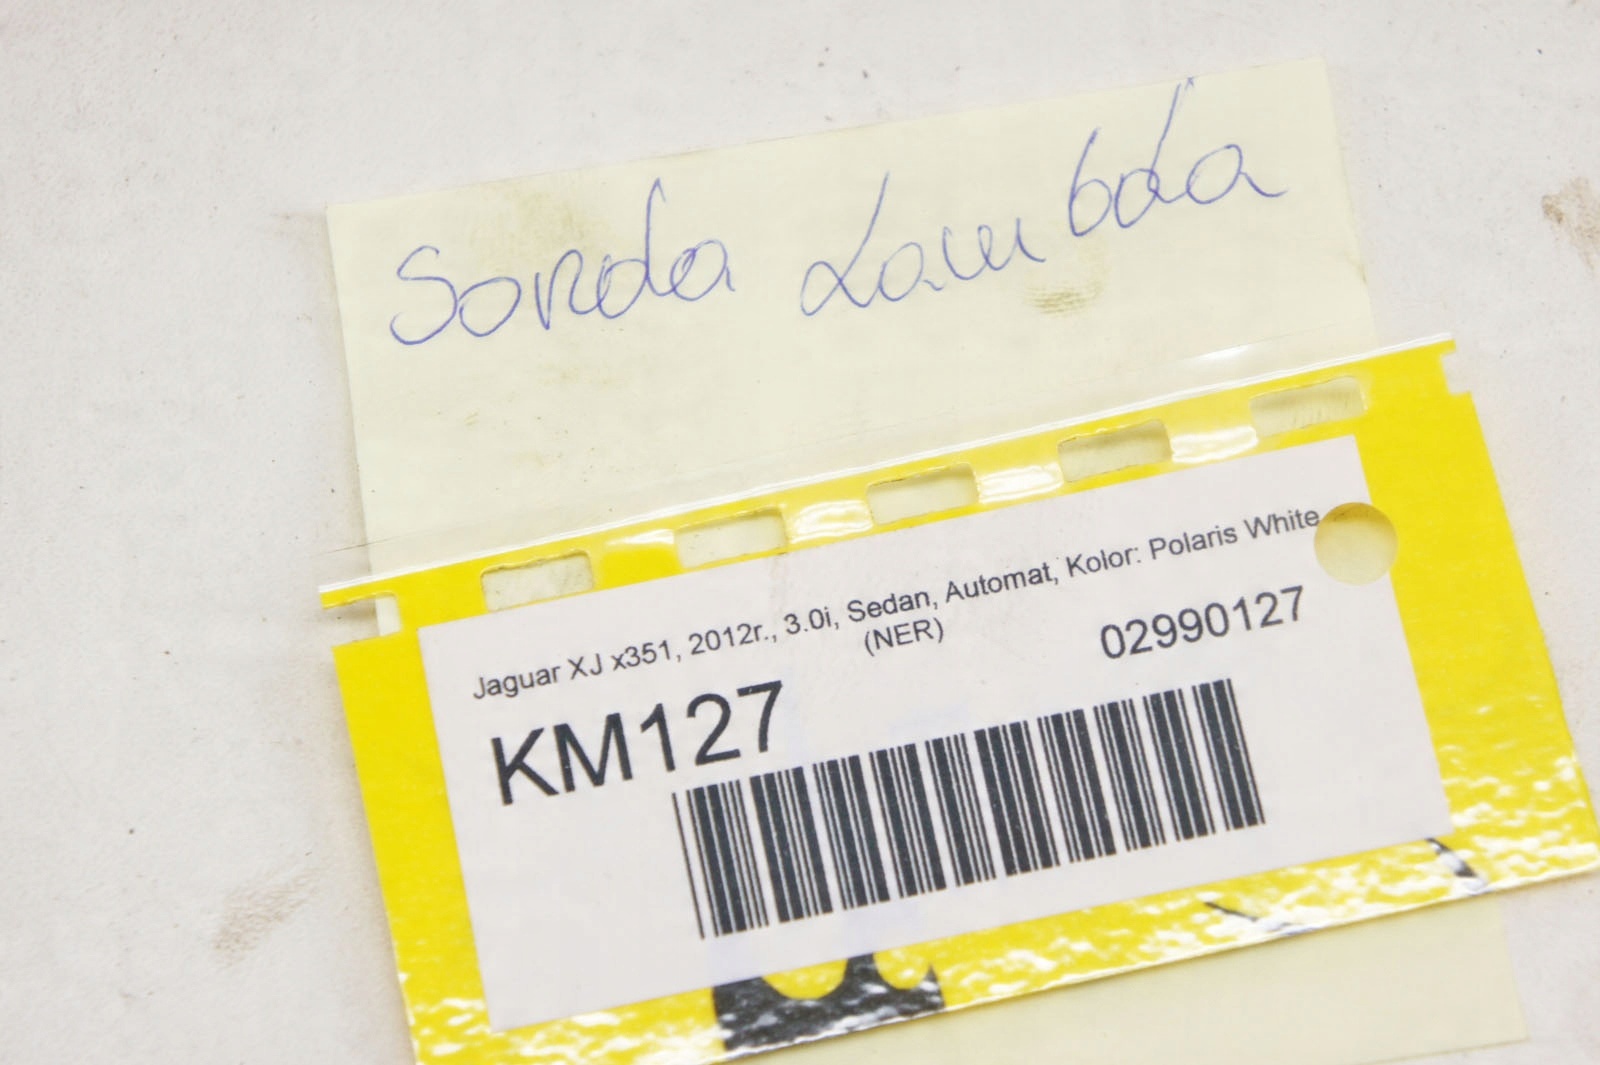 Sonda Lambda
Jaguar XJ x351, 2012r., 3.0i, Sedan, Automat, Kolor: Polaris White
(NER)
02990127
KM127